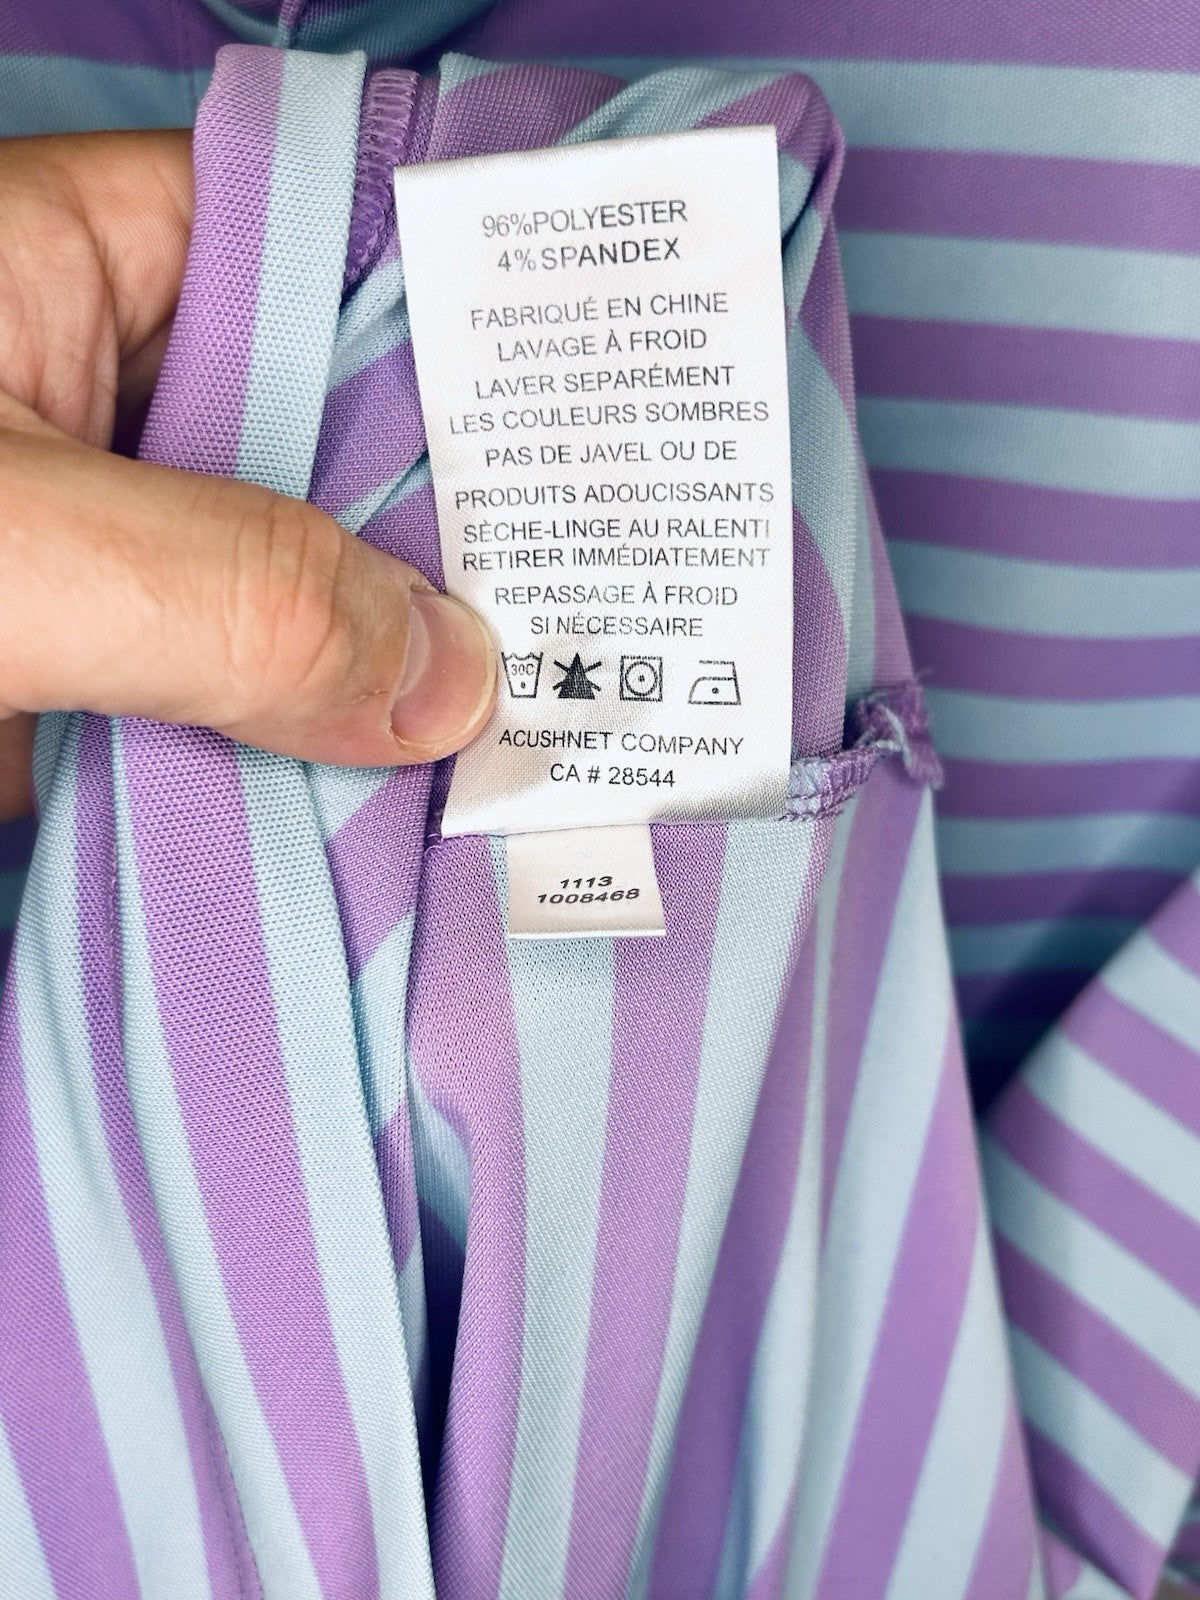 96%POLYESTER
4%SPANDEX
FABRIQUÉ EN CHINE
LAVAGE À FROID
LAVER SEPARÉMENT
LES COULEURS SOMBRES
PAS DE JAVEL OU DE
PRODUITS ADOUCISSANTS
SÈCHE-LINGE AU RALENTI
RETIRER IMMÉDIATEMENT
REPASSAGE À FROID
SI NÉCESSAIRE
30C
ACUSHNET COMPANY
CA # 28544
1113
1008468